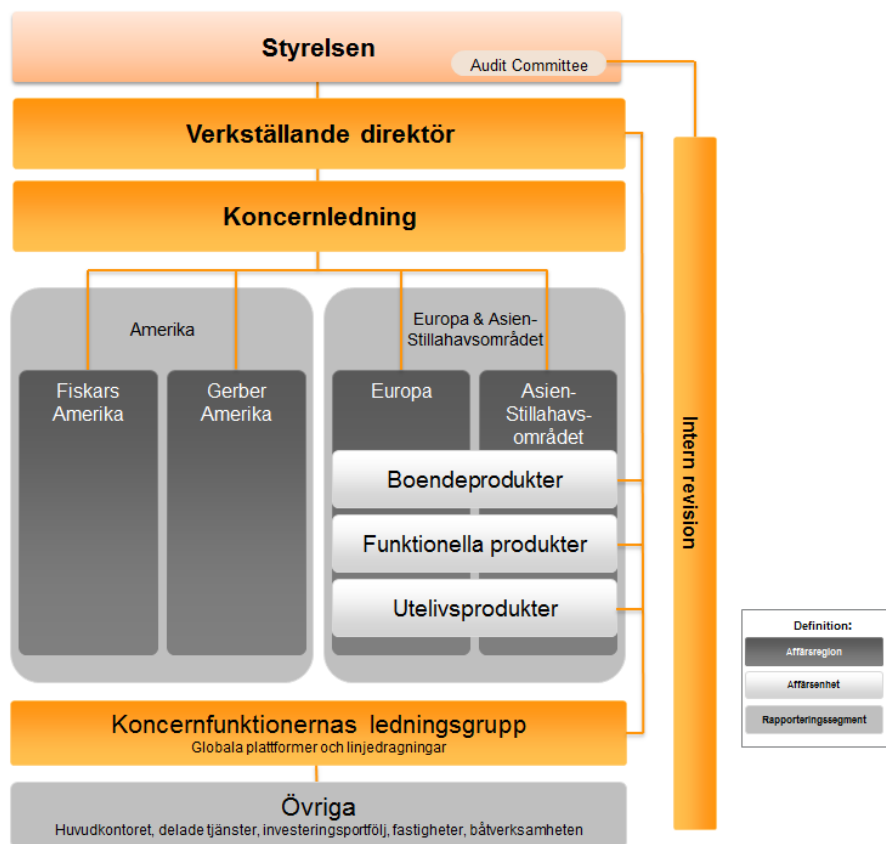 Styrelsen
Audit Committee
Verkställande direktör
Koncernledning
Amerika
Europa & Asien-
Stillahavsområdet
Fiskars
Amerika
Gerber
Amerika
Europa
Asien-
Stillahavs-
området
Boendeprodukter
Funktionella produkter
Utelivsprodukter
Intern revision
Koncernfunktionernas ledningsgrupp
Globala plattformer och linjedragningar
Övriga
Huvudkontoret, delade tjänster, investeringsportfölj, fastigheter, båtverksamheten
Definition:
Affärsregion
Affärsenhet
Rapporteringssegment